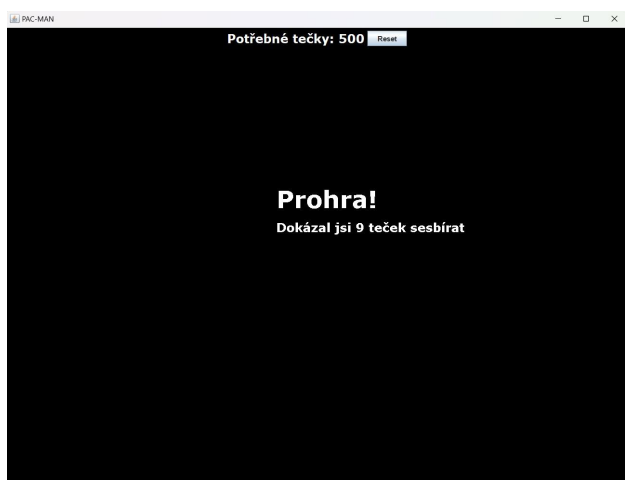 PAC-MAN
Potřebné tečky: 500 Reset
Prohra!
Dokázal jsi 9 teček sesbírat